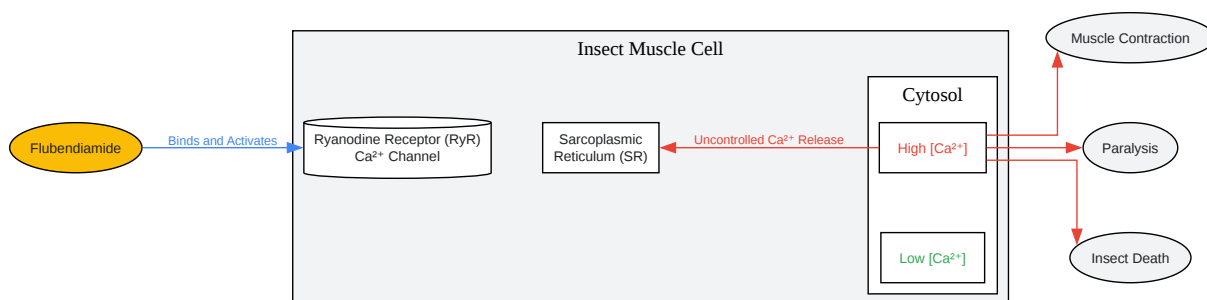 Insect Muscle Cell
Muscle Contraction
Cytosol
Flubendiamide
Binds and Activates
Ryanodine Receptor (RyR)
Ca²⁺ Channel
Sarcoplasmic
Reticulum (SR)
Uncontrolled Ca²⁺ Release
High [Ca²⁺]
Paralysis
Low [Ca²⁺]
Insect Death